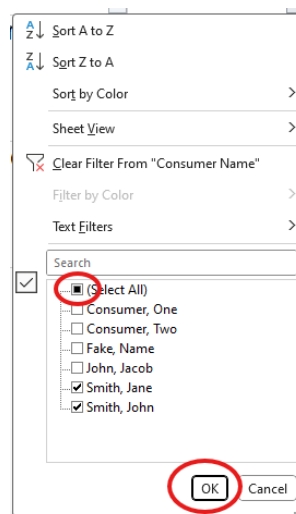 Sort A to Z
Sort Z to A
Sort by Color
Sheet View
Clear Filter From "Consumer Name"
Filter by Color
Text Filters
Search
(Select All)
Consumer, One
Consumer, Two
Fake, Name
John, Jacob
Smith, Jane
Smith, John
OK Cancel